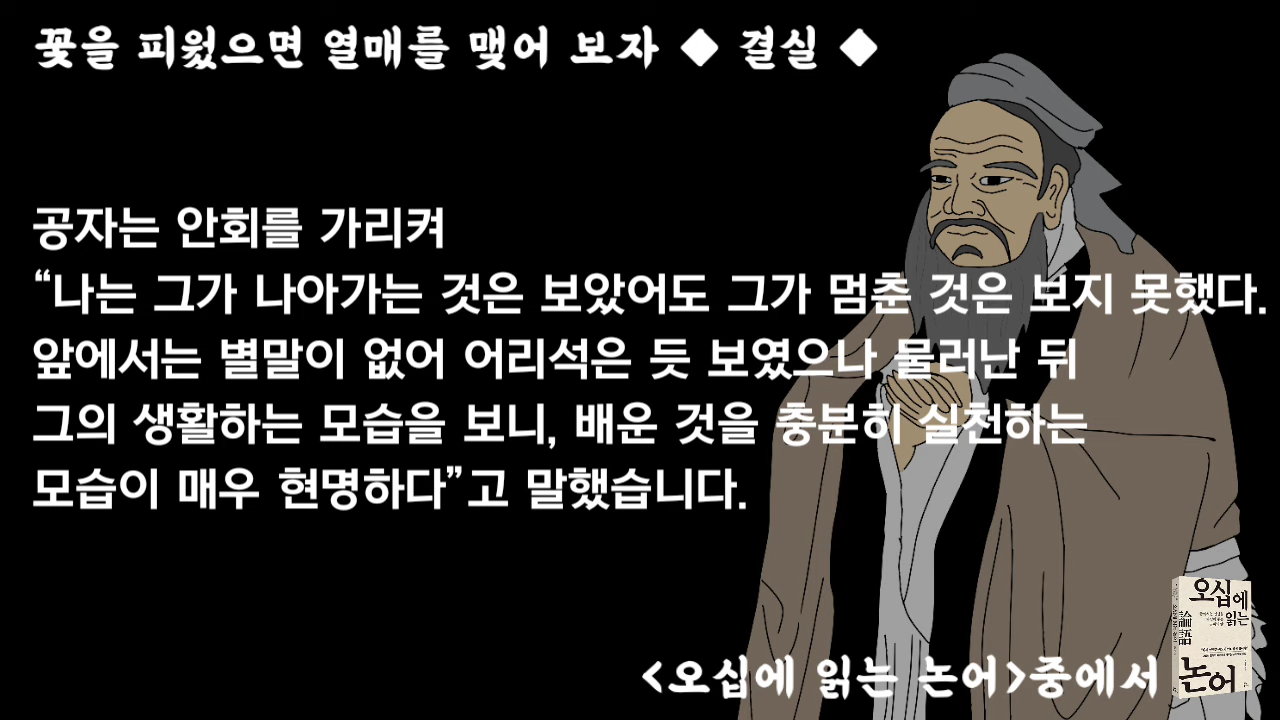 꽃을 피웠으면 열매를 맺어 보자 ◆ 결실 ◆
공자는 안회를 가리켜
“나는 그가 나아가는 것은 보았어도 그가 멈춘 것은 보지 못했다.
앞에서는 별말이 없어 어리석은 듯 보였으나 물러난 뒤
그의 생활하는 모습을 보니, 배운 것을 충분히 실천하는
모습이 매우 현명하다”고 말했습니다.
<오십에 읽는 논어>중에서
오십에
읽는
논어